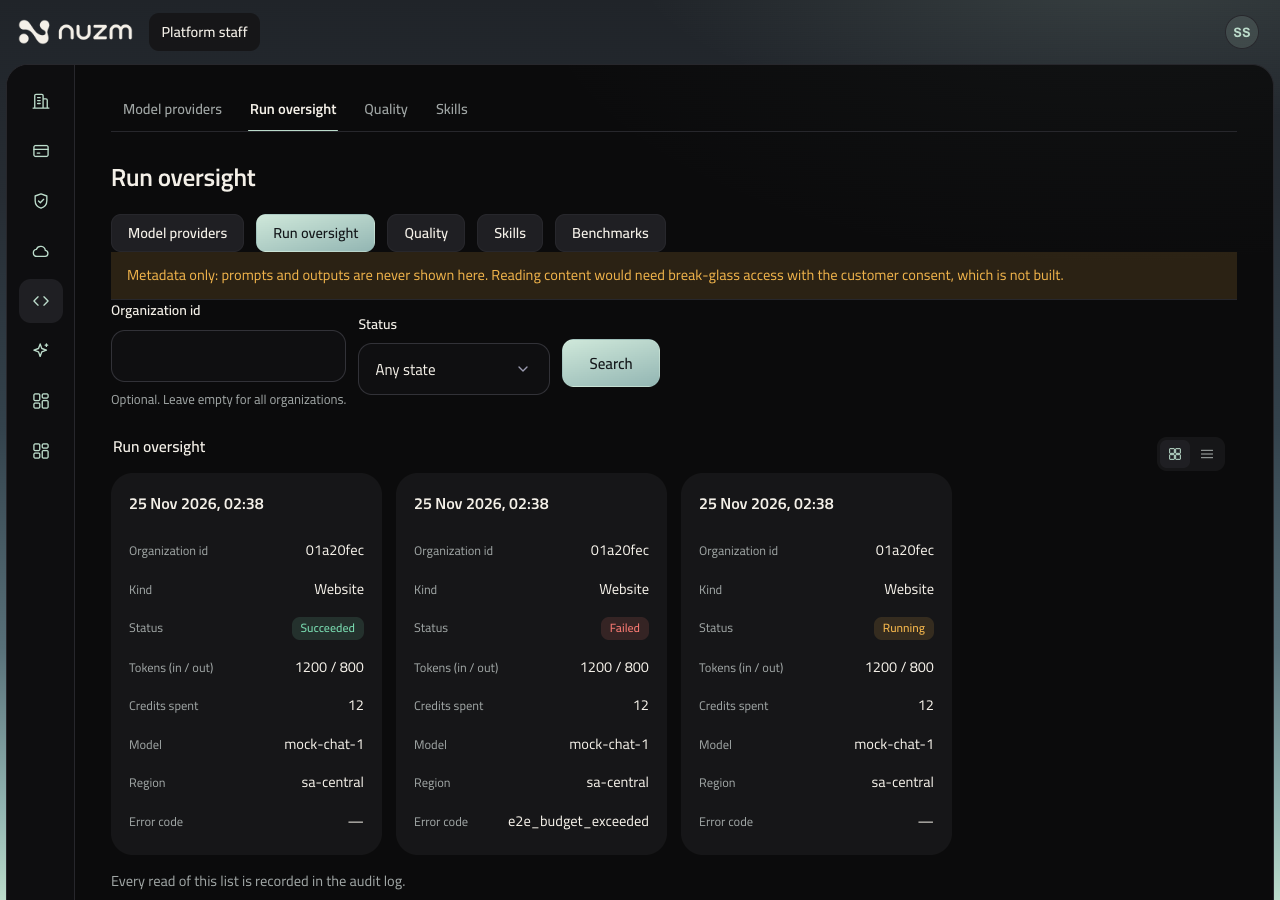 nuzm
Platform staff
SS
Model providers
Run oversight
Quality
Skills
Run oversight
Model providers
Run oversight
Quality
Skills
Benchmarks
Metadata only: prompts and outputs are never shown here. Reading content would need break-glass access with the customer consent, which is not built.
Organization id
Optional. Leave empty for all organizations.
Status
Any state
Search
Run oversight
25 Nov 2026, 02:38
Organization id 01a20fec
Kind Website
Status Succeeded
Tokens (in / out) 1200 / 800
Credits spent 12
Model mock-chat-1
Region sa-central
Error code —
25 Nov 2026, 02:38
Organization id 01a20fec
Kind Website
Status Failed
Tokens (in / out) 1200 / 800
Credits spent 12
Model mock-chat-1
Region sa-central
Error code e2e_budget_exceeded
25 Nov 2026, 02:38
Organization id 01a20fec
Kind Website
Status Running
Tokens (in / out) 1200 / 800
Credits spent 12
Model mock-chat-1
Region sa-central
Error code —
Every read of this list is recorded in the audit log.